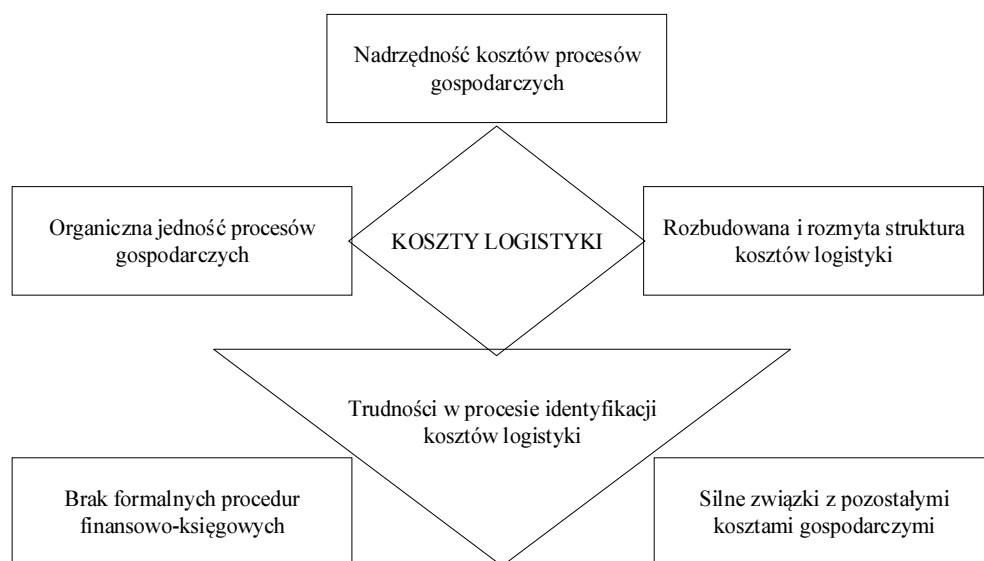 Nadrzędność kosztów procesów
gospodarczych
Organiczna jedność procesów
gospodarczych
KOSZTY LOGISTYKI
Rozbudowana i rozmyta struktura
kosztów logistyki
Trudności w procesie identyfikacji
kosztów logistyki
Brak formalnych procedur
finansowo-księgowych
Silne związki z pozostałymi
kosztami gospodarczymi